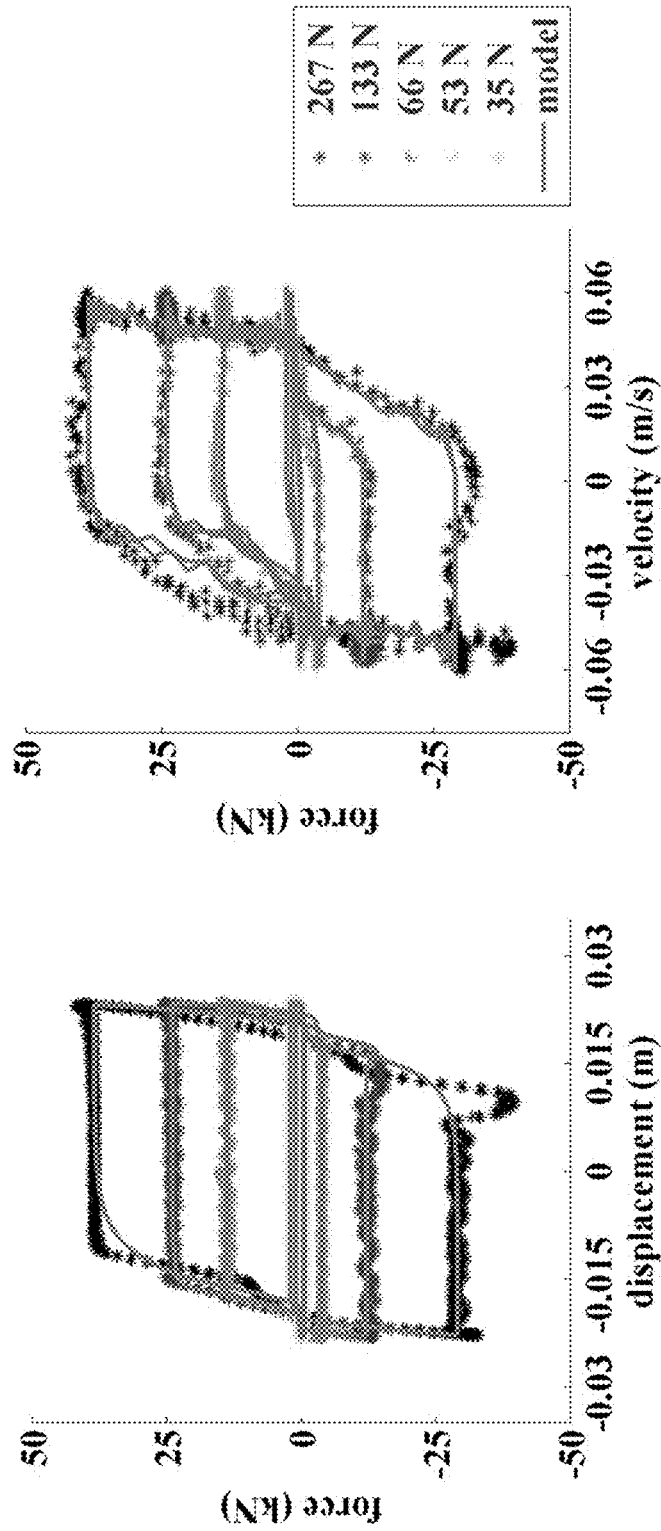 50
25
0
-25
-50
force (kN)
-0.03
-0.015
0
0.015
0.03
displacement (m)
50
25
0
-25
-50
force (kN)
-0.06
-0.03
0
0.03
0.06
velocity (m/s)
267 N
133 N
66 N
53 N
35 N
model